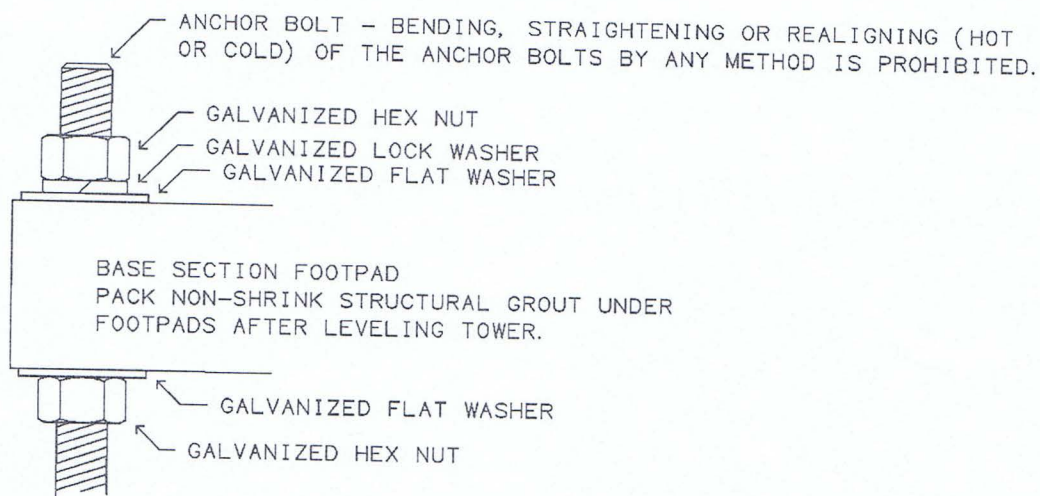 ANCHOR BOLT – BENDING, STRAIGHTENING OR REALIGNING (HOT
OR COLD) OF THE ANCHOR BOLTS BY ANY METHOD IS PROHIBITED.
GALVANIZED HEX NUT
GALVANIZED LOCK WASHER
GALVANIZED FLAT WASHER
BASE SECTION FOOTPAD
PACK NON-SHRINK STRUCTURAL GROUT UNDER
FOOTPADS AFTER LEVELING TOWER.
GALVANIZED FLAT WASHER
GALVANIZED HEX NUT